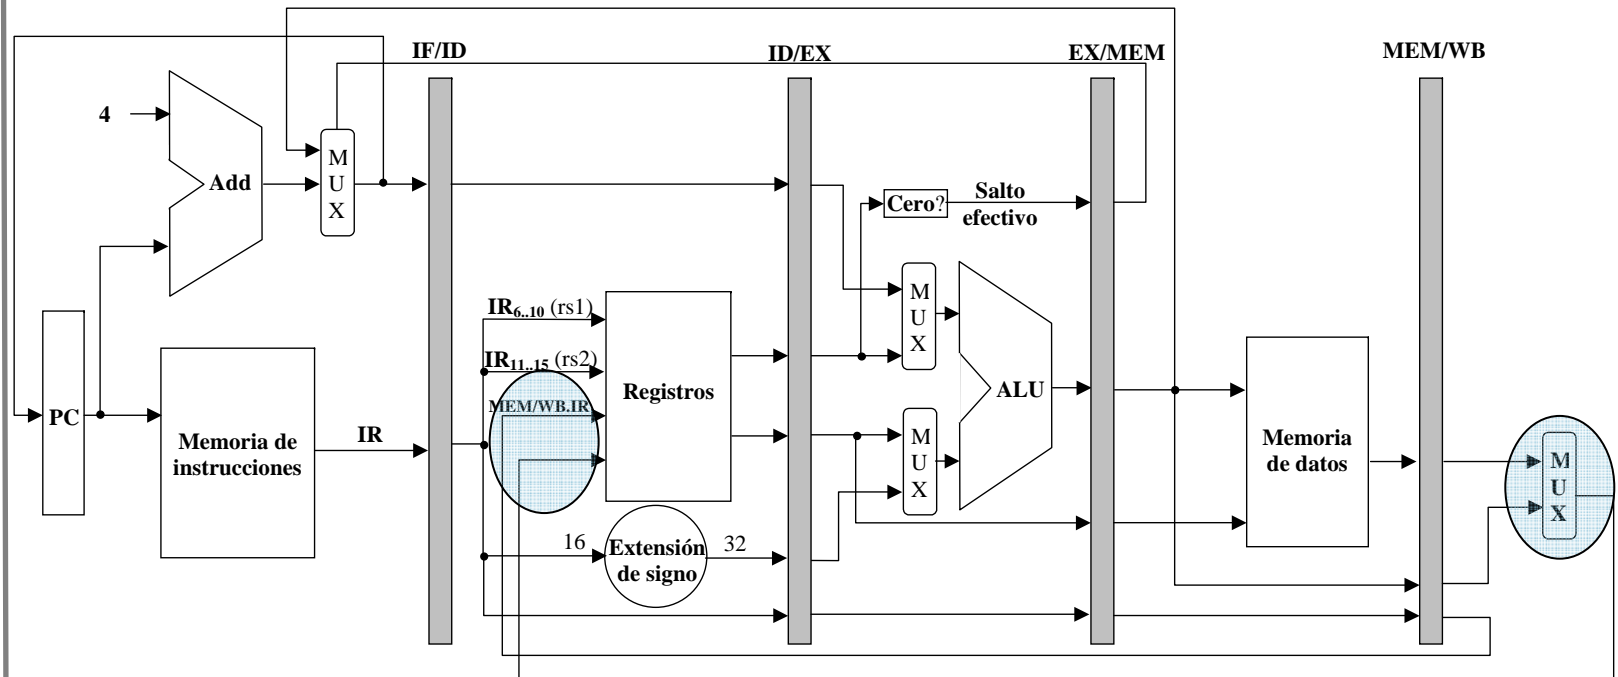 IF/ID
ID/EX
EX/MEM
MEM/WB
4
Add
M
U
X
Cero?
Salto
efectivo
M
U
X
IR6..10 (rs1)
IR11..15 (rs2)
MEM/WB.IR
Registros
ALU
PC
Memoria de
instrucciones
IR
M
U
X
Memoria
de datos
M
U
X
16
Extensión
de signo
32